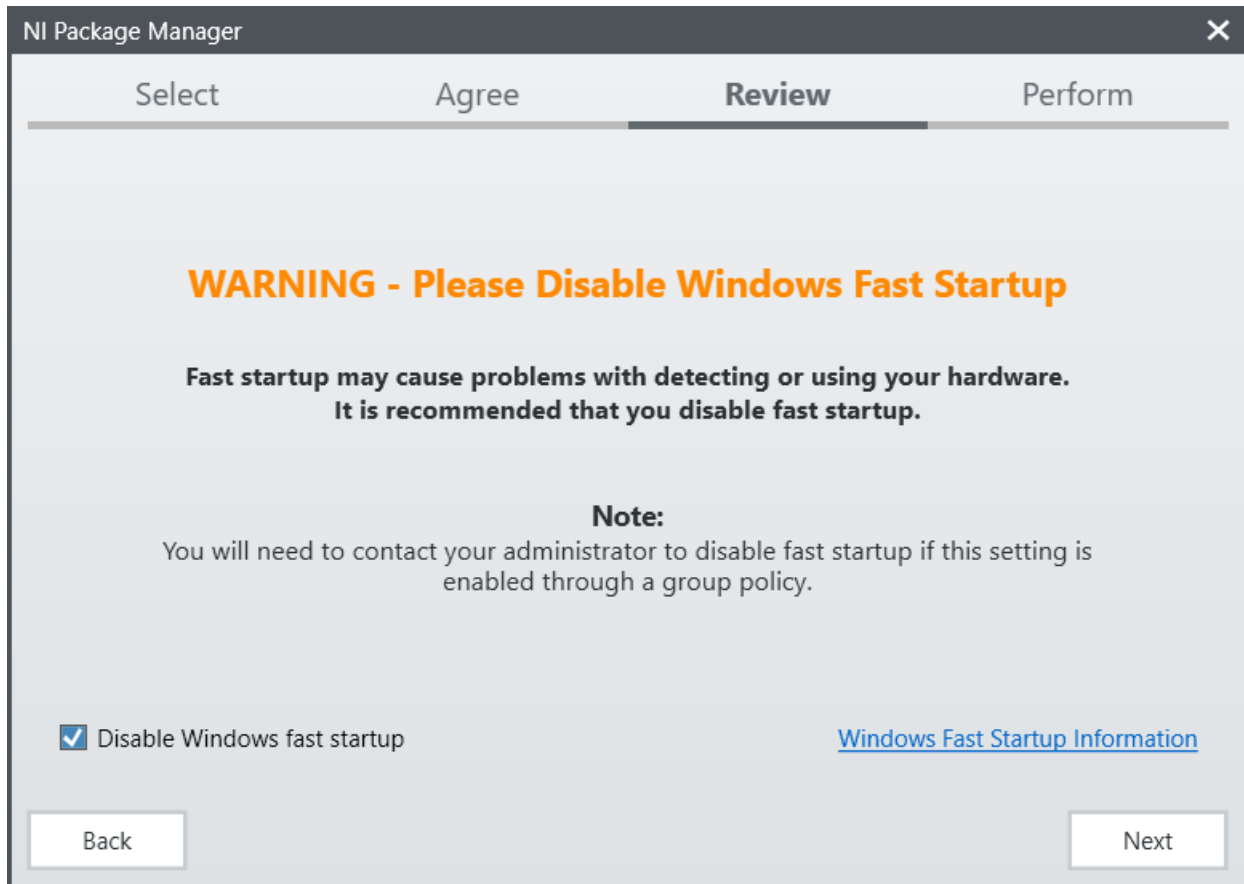 NI Package Manager
Select Agree Review Perform
WARNING - Please Disable Windows Fast Startup
Fast startup may cause problems with detecting or using your hardware.
It is recommended that you disable fast startup.
Note:
You will need to contact your administrator to disable fast startup if this setting is
enabled through a group policy.
Disable Windows fast startup Windows Fast Startup Information
Back Next